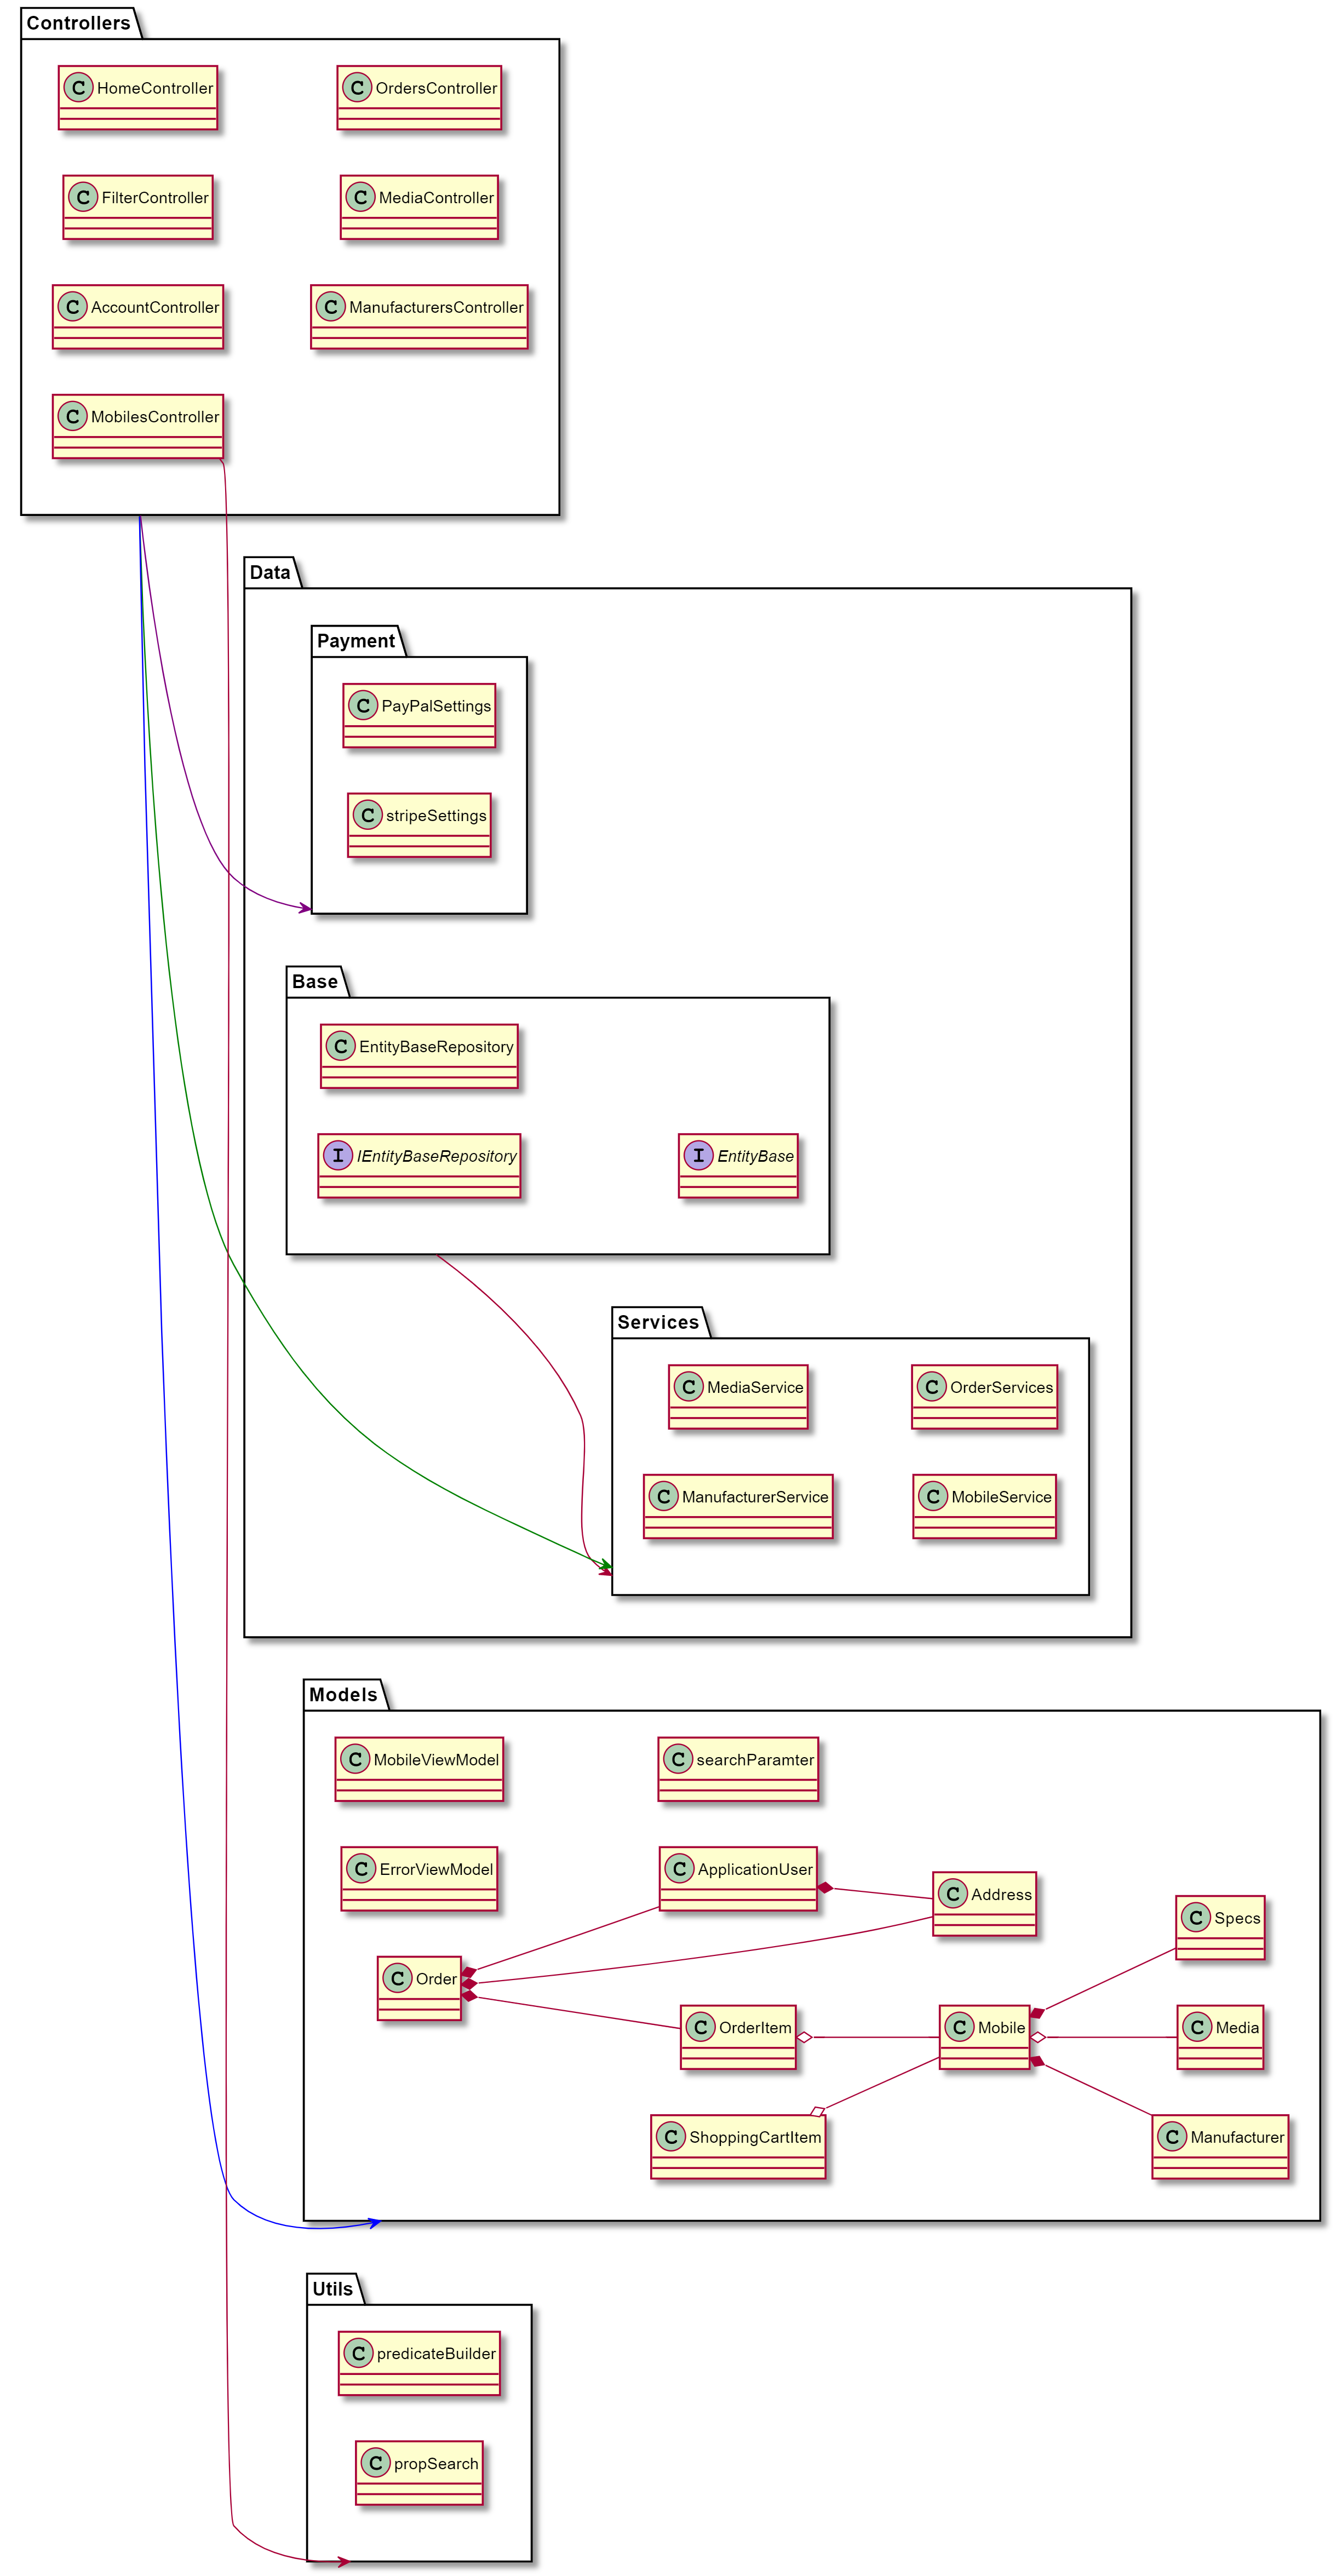 Controllers
C HomeController
C OrdersController
C FilterController
C MediaController
C AccountController
C ManufacturersController
C MobilesController
Data
Payment
C PayPalSettings
C stripeSettings
Base
C EntityBaseRepository
I IEntityBaseRepository
I EntityBase
Services
C MediaService
C OrderServices
C ManufacturerService
C MobileService
Models
C MobileViewModel
C searchParamter
C ErrorViewModel
C ApplicationUser
C Address
C Specs
C Order
C OrderItem
C Mobile
C Media
C ShoppingCartItem
C Manufacturer
Utils
C predicateBuilder
C propSearch